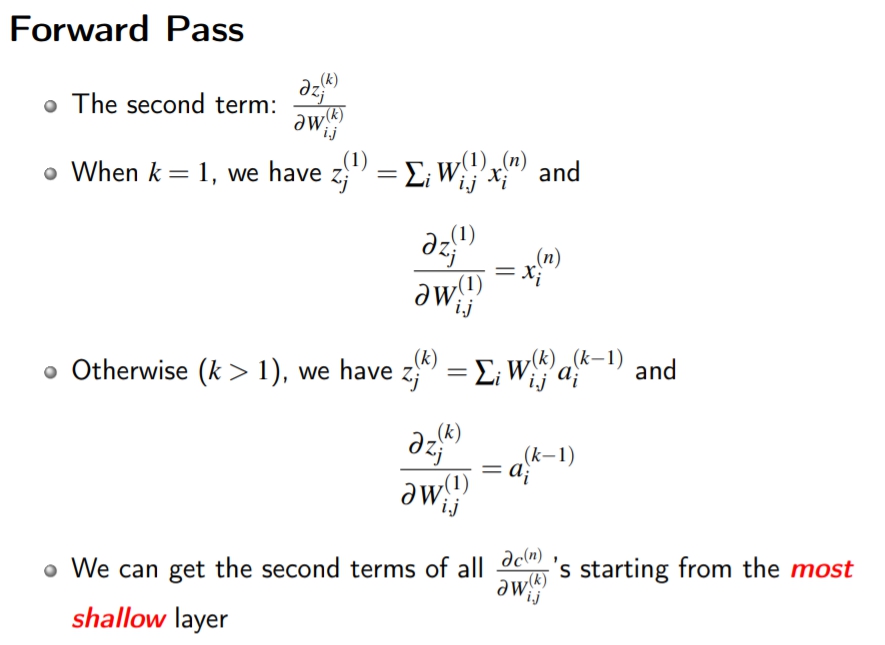 Forward Pass
The second term: \frac{\partial z_j^{(k)}}{\partial W_{i,j}^{(k)}}
When k = 1, we have z_j^{(1)} = \sum_i W_{i,j}^{(1)} x_i^{(n)} and
\frac{\partial z_j^{(1)}}{\partial W_{i,j}^{(1)}} = x_i^{(n)}
Otherwise (k > 1), we have z_j^{(k)} = \sum_i W_{i,j}^{(k)} a_i^{(k-1)} and
\frac{\partial z_j^{(k)}}{\partial W_{i,j}^{(1)}} = a_i^{(k-1)}
We can get the second terms of all \frac{\partial c^{(n)}}{\partial W_{i,j}^{(k)}}'s starting from the most
shallow layer